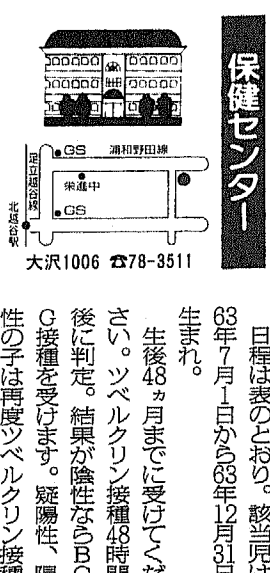 保健センター
GS 浦和野田線
足立越谷線
栄進中
GS
北越谷駅
大沢1006 ☎78-3511
日程は表のとおり。該当児は
63年7月1日から63年12月31日
生まれ。
生後48ヵ月までに受けてくだ
さい。ツベルクリン接種48時間
後に判定。結果が陰性ならBC
G接種を受けます。疑陽性、陽
性の子は再度ツベルクリン接種